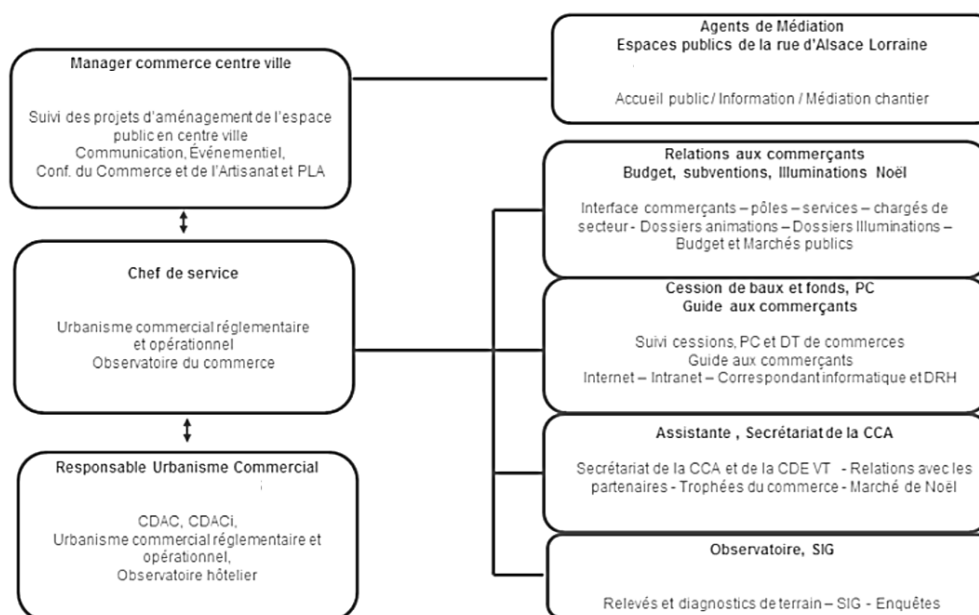 Manager commerce centre ville
Suivi des projets d'aménagement de l'espace
public en centre ville
Communication, Événementiel,
Conf. du Commerce et de l'Artisanat et PLA
Chef de service
Urbanisme commercial réglementaire
et opérationnel
Observatoire du commerce
Responsable Urbanisme Commercial
CDAC, CDACi,
Urbanisme commercial réglementaire et
opérationnel,
Observatoire hôtelier
Agents de Médiation
Espaces publics de la rue d'Alsace Lorraine
Accueil public / Information / Médiation chantier
Relations aux commerçants
Budget, subventions, Illuminations Noël
Interface commerçants – pôles – services – chargés de
secteur - Dossiers animations – Dossiers Illuminations –
Budget et Marchés publics
Cession de baux et fonds, PC
Guide aux commerçants
Suivi cessions, PC et DT de commerces
Guide aux commerçants
Internet – Intranet – Correspondant informatique et DRH
Assistante , Secrétariat de la CCA
Secrétariat de la CCA et de la CDE VT - Relations avec les
partenaires - Trophées du commerce - Marché de Noël
Observatoire, SIG
Relevés et diagnostics de terrain – SIG - Enquêtes